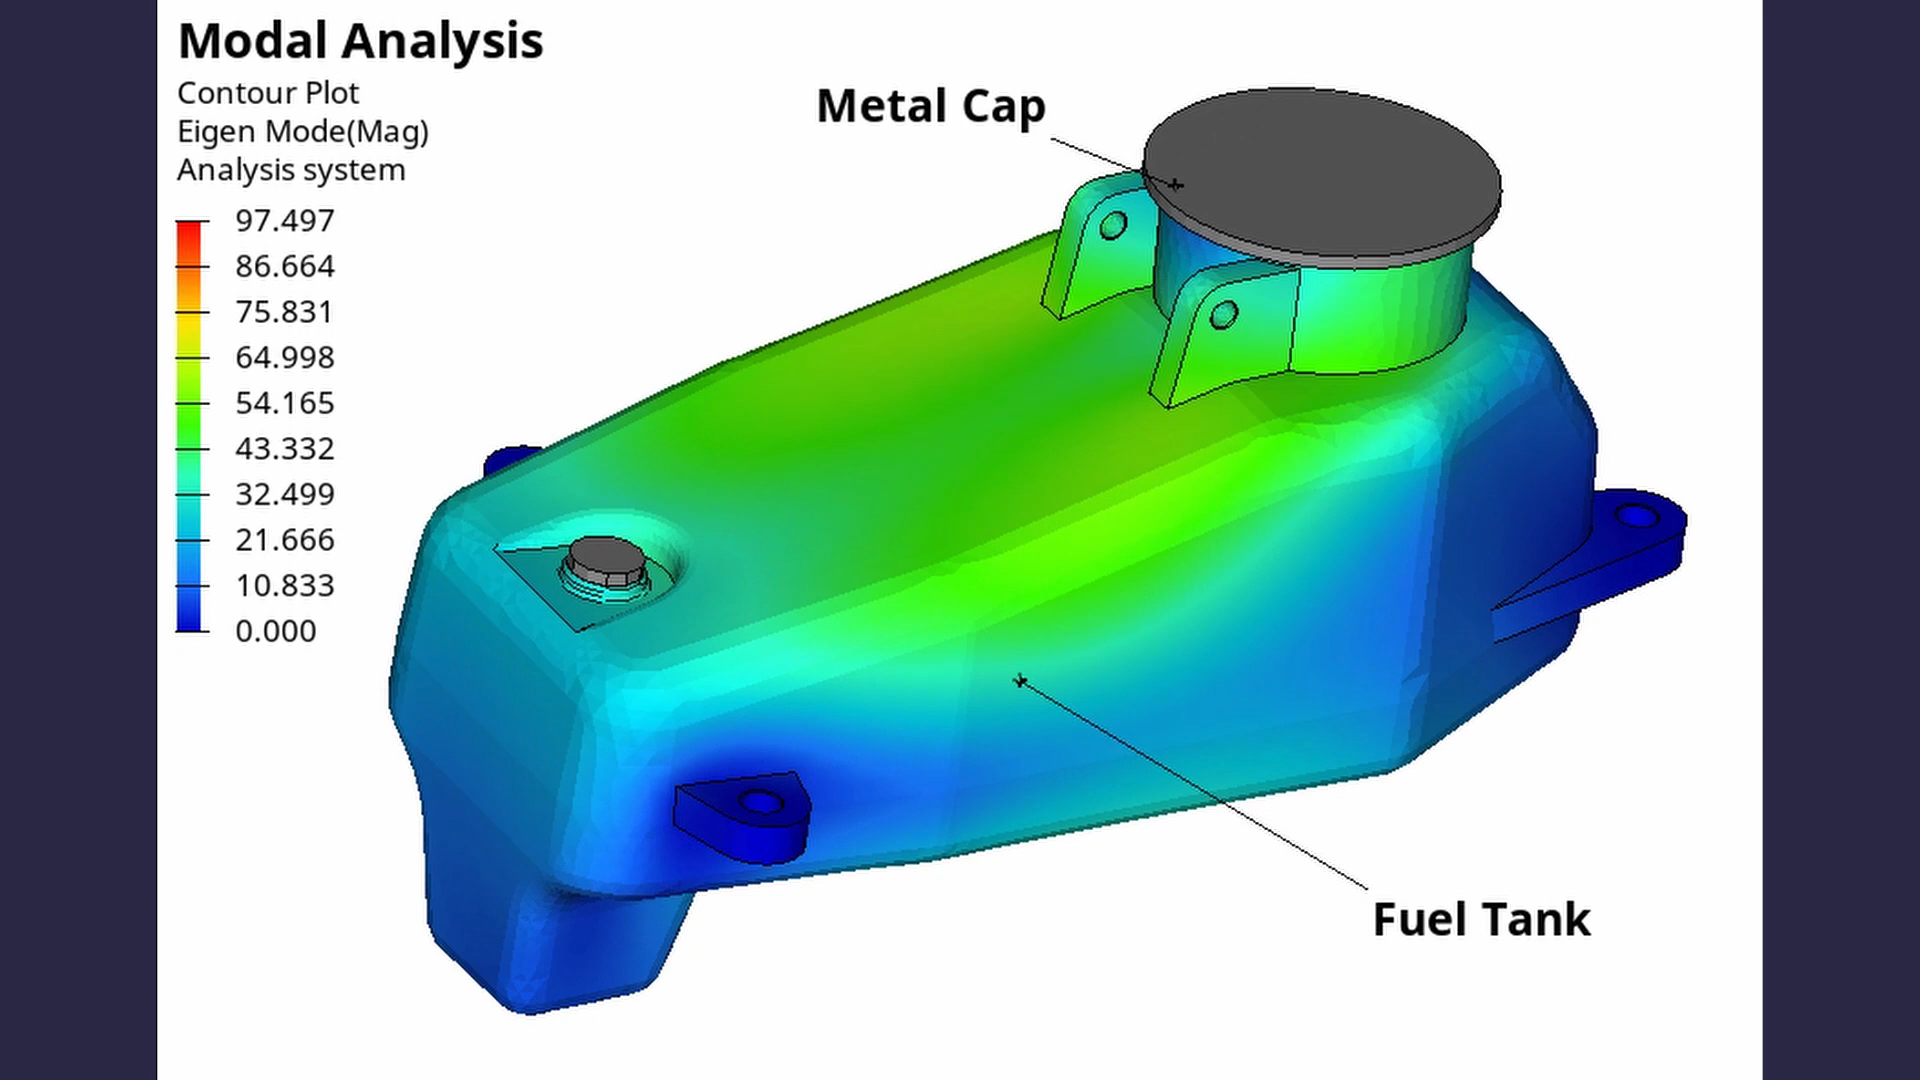 Modal Analysis
Contour Plot
Eigen Mode(Mag)
Analysis system
97.497
86.664
75.831
64.998
54.165
43.332
32.499
21.666
10.833
0.000
Metal Cap
Fuel Tank